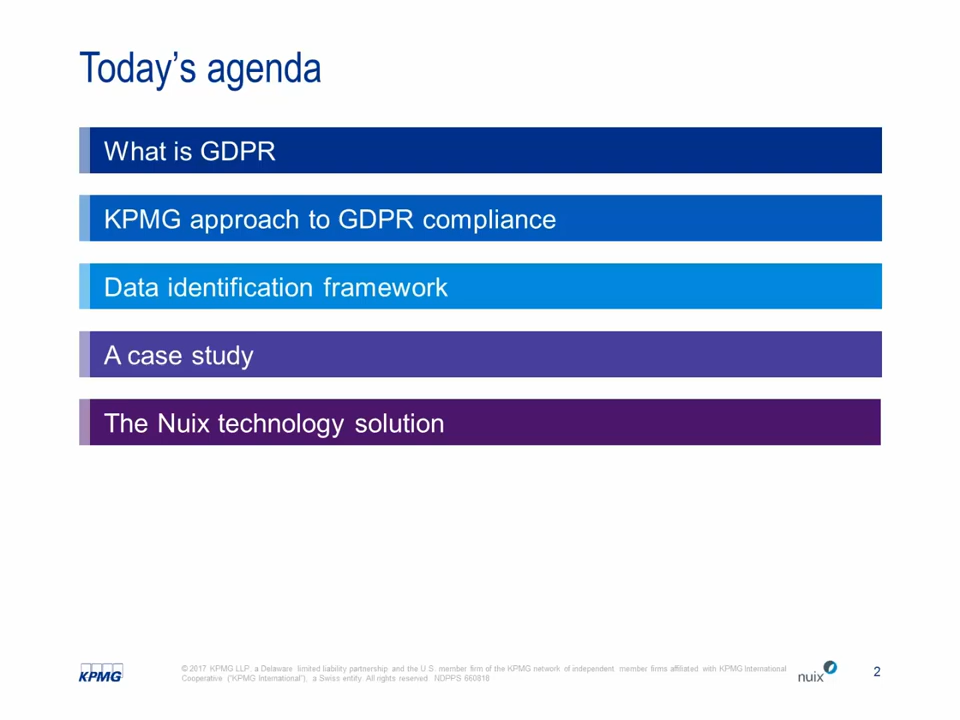 Today’s agenda
What is GDPR
KPMG approach to GDPR compliance
Data identification framework
A case study
The Nuix technology solution
KPMG
© 2017 KPMG LLP, a Delaware limited liability partnership and the U.S. member firm of the KPMG network of independent member firms affiliated with KPMG International
Cooperative (“KPMG International”), a Swiss entity. All rights reserved. NDPPS 660818
nuix
2